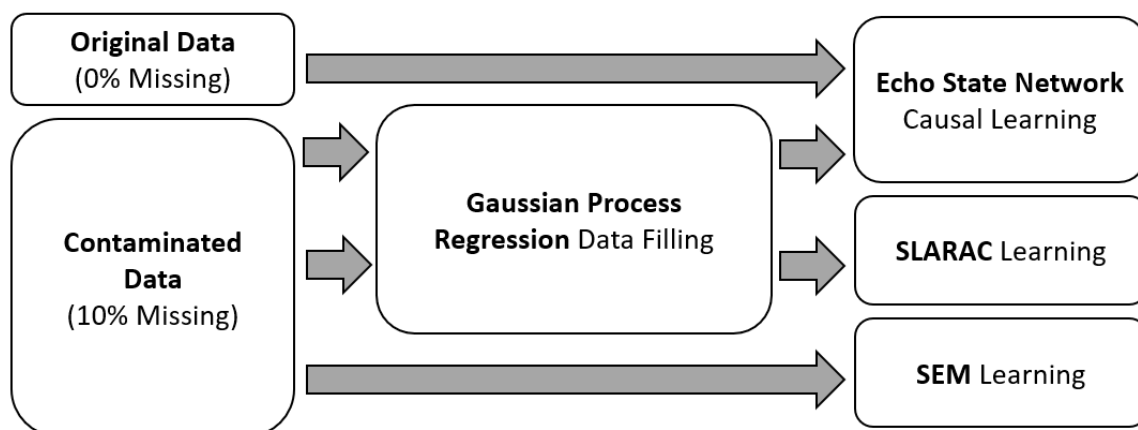 Original Data
(0% Missing)
Contaminated
Data
(10% Missing)
Gaussian Process
Regression Data Filling
Echo State Network
Causal Learning
SLARAC Learning
SEM Learning